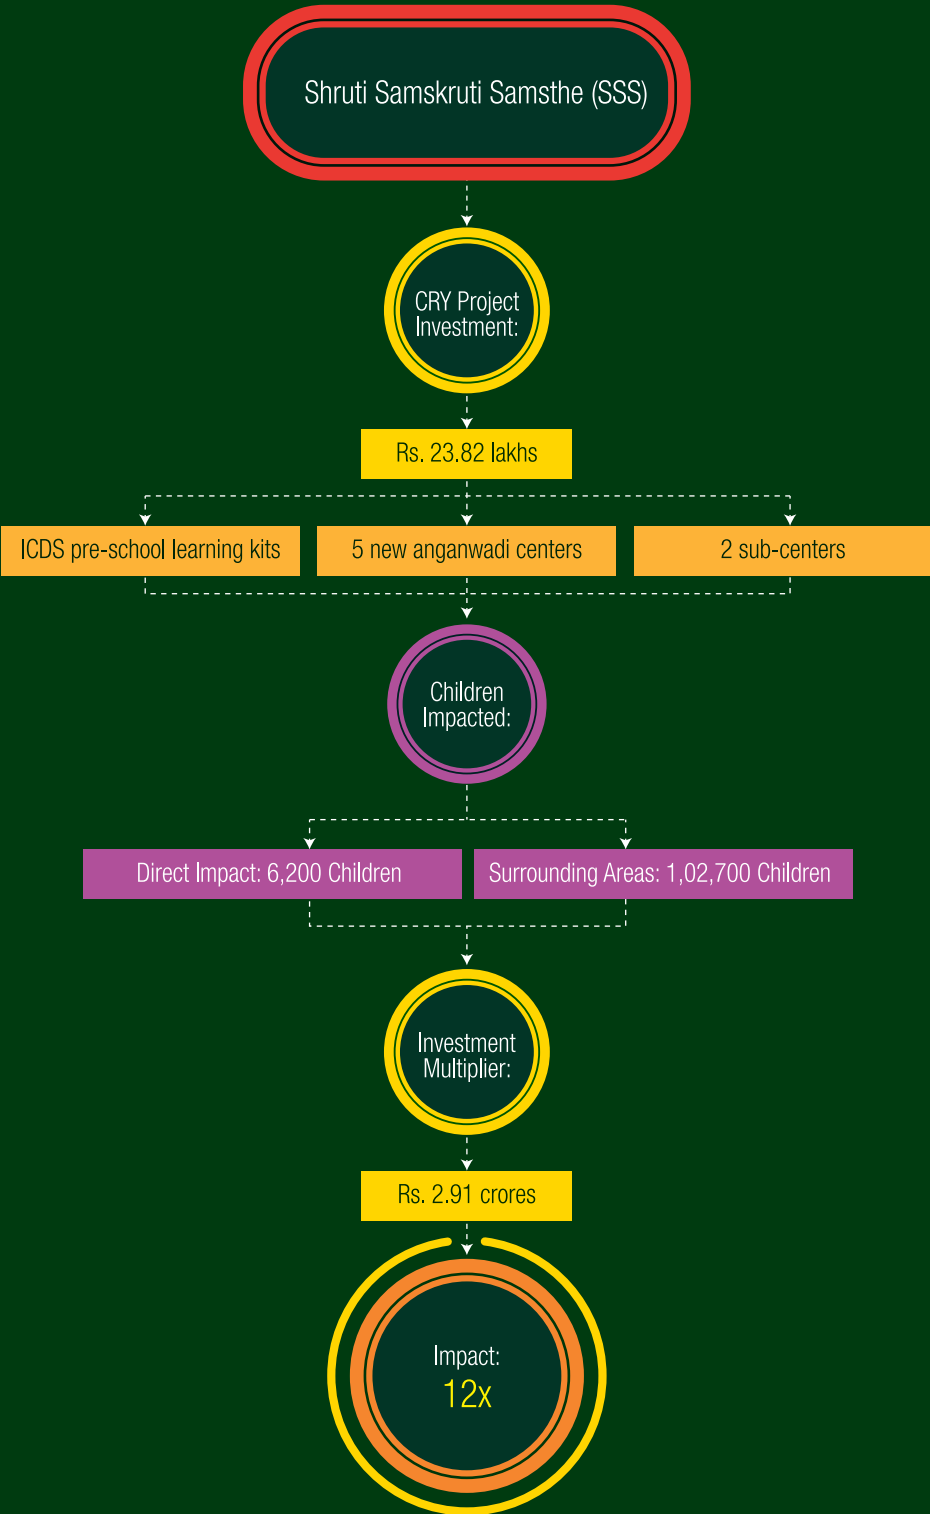 Shruti Samskruti Samsthe (SSS)
CRY Project
Investment:
Rs. 23.82 lakhs
ICDS pre-school learning kits
5 new anganwadi centers
2 sub-centers
Children
Impacted:
Direct Impact: 6,200 Children
Surrounding Areas: 1,02,700 Children
Investment
Multiplier:
Rs. 2.91 crores
Impact:
12x